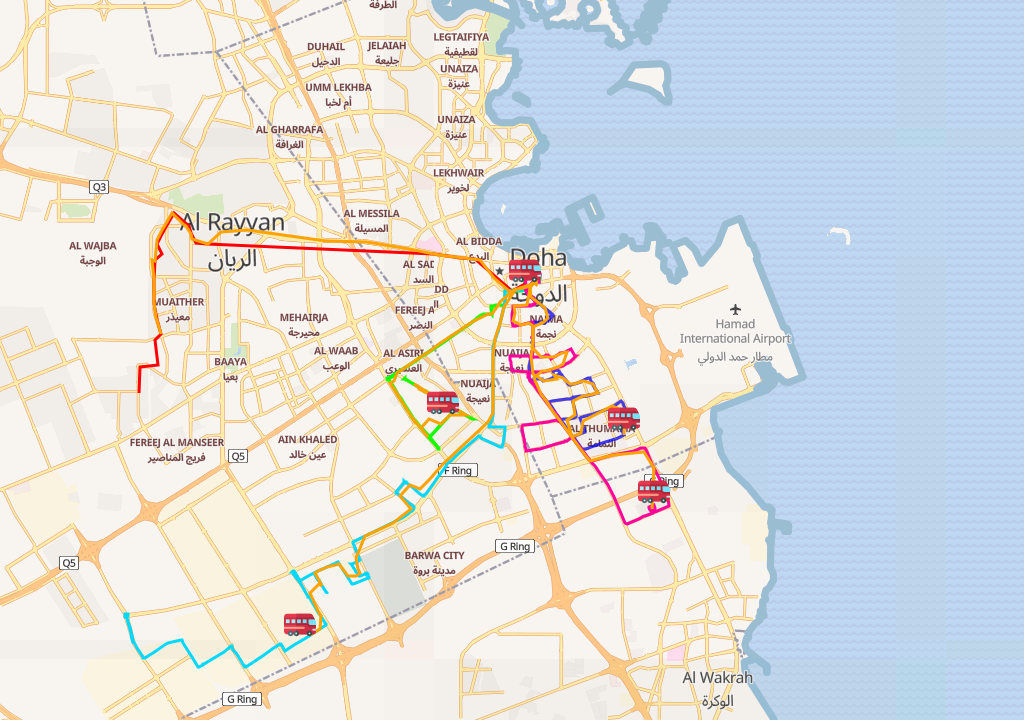 الطرفة
LEGTAIFIYA
لقطيفية
DUHAIL
الدحيل
JELAIAH
جليعة
UNAIZA
عنيزة
UMM LEKHBA
أم لخبا
UNAIZA
عنيزة
AL GHARRAFA
الغرافة
LEKHWAIR
لخوير
Q3
Al Rayyan
الريان
AL MESSILA
المسيلة
AL WAJBA
الوجبة
AL BIDDA
البدع
Doha
الدوحة
السد
DD
MUAITHER
معيذر
MEHAIRJA
محيرجة
FEREEJ A
النصر
NAJMA
نجمة
Hamad
International Airport
مطار حمد الدولي
BAAYA
بعيا
AL WAAB
الوعب
AL ASIRI
العسيري
NUAIJA
نعيجة
NUAIJA
نعيجة
AL THUMAMA
الثمامة
FEREEJ AL MANSEER
فريج المناصير
AIN KHALED
عين خالد
Q5
F Ring
Ring
G Ring
BARWA CITY
مدينة بروة
Q5
Al Wakrah
الوكرة
G Ring